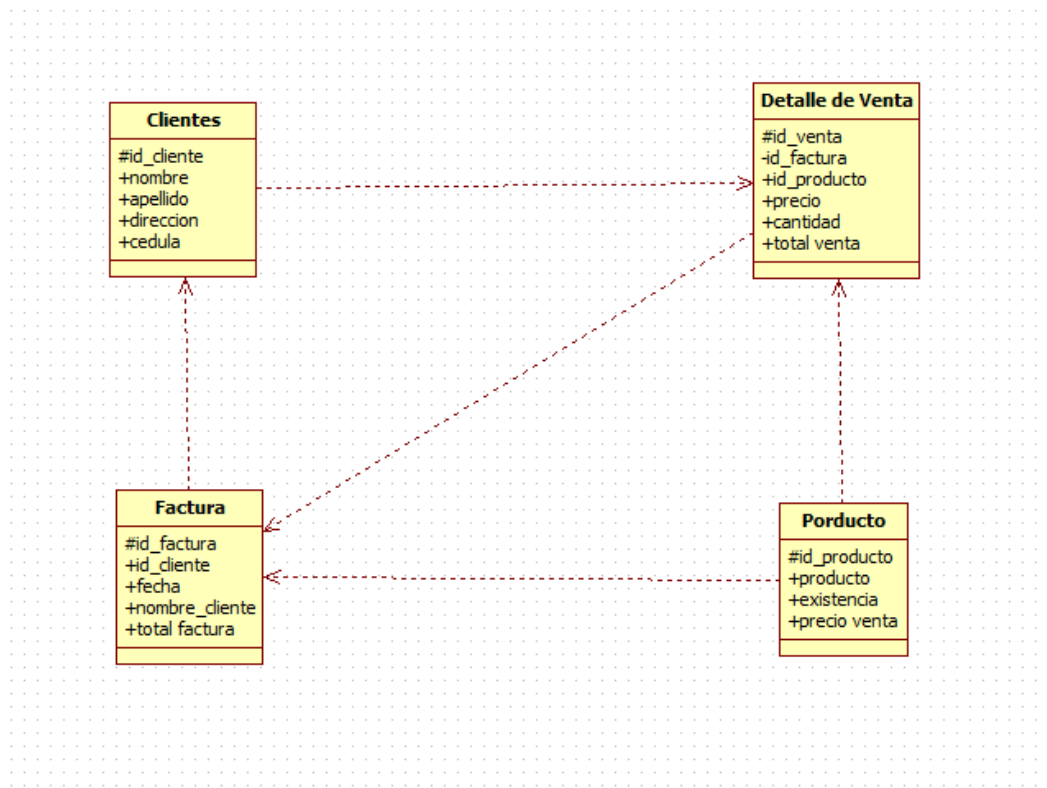 Clientes
#id_cliente
+nombre
+apellido
+direccion
+cedula
Detalle de Venta
#id_venta
-id_factura
+id_producto
+precio
+cantidad
+total venta
Factura
#id_factura
+id_cliente
+fecha
+nombre_cliente
+total factura
Porducto
#id_producto
+producto
+existencia
+precio venta